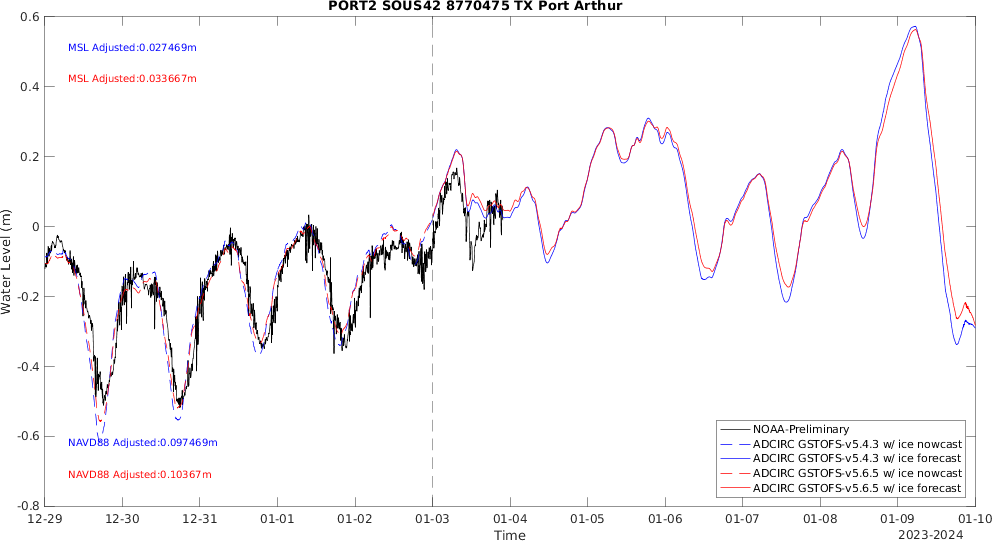 PORT2 SOUS42 8770475 TX Port Arthur
0.6
MSL Adjusted:0.027469m
MSL Adjusted:0.033667m
0.4
0.2
0
Water Level (m)
-0.2
-0.4
-0.6
NAVD88 Adjusted:0.097469m
NAVD88 Adjusted:0.10367m
-0.8
NOAA-Preliminary
ADCIRC GSTOFS-v5.4.3 w/ ice nowcast
ADCIRC GSTOFS-v5.4.3 w/ ice forecast
ADCIRC GSTOFS-v5.6.5 w/ ice nowcast
ADCIRC GSTOFS-v5.6.5 w/ ice forecast
12-29 12-30 12-31 01-01 01-02 01-03 01-04 01-05 01-06 01-07 01-08 01-09 01-10
Time
2023-2024